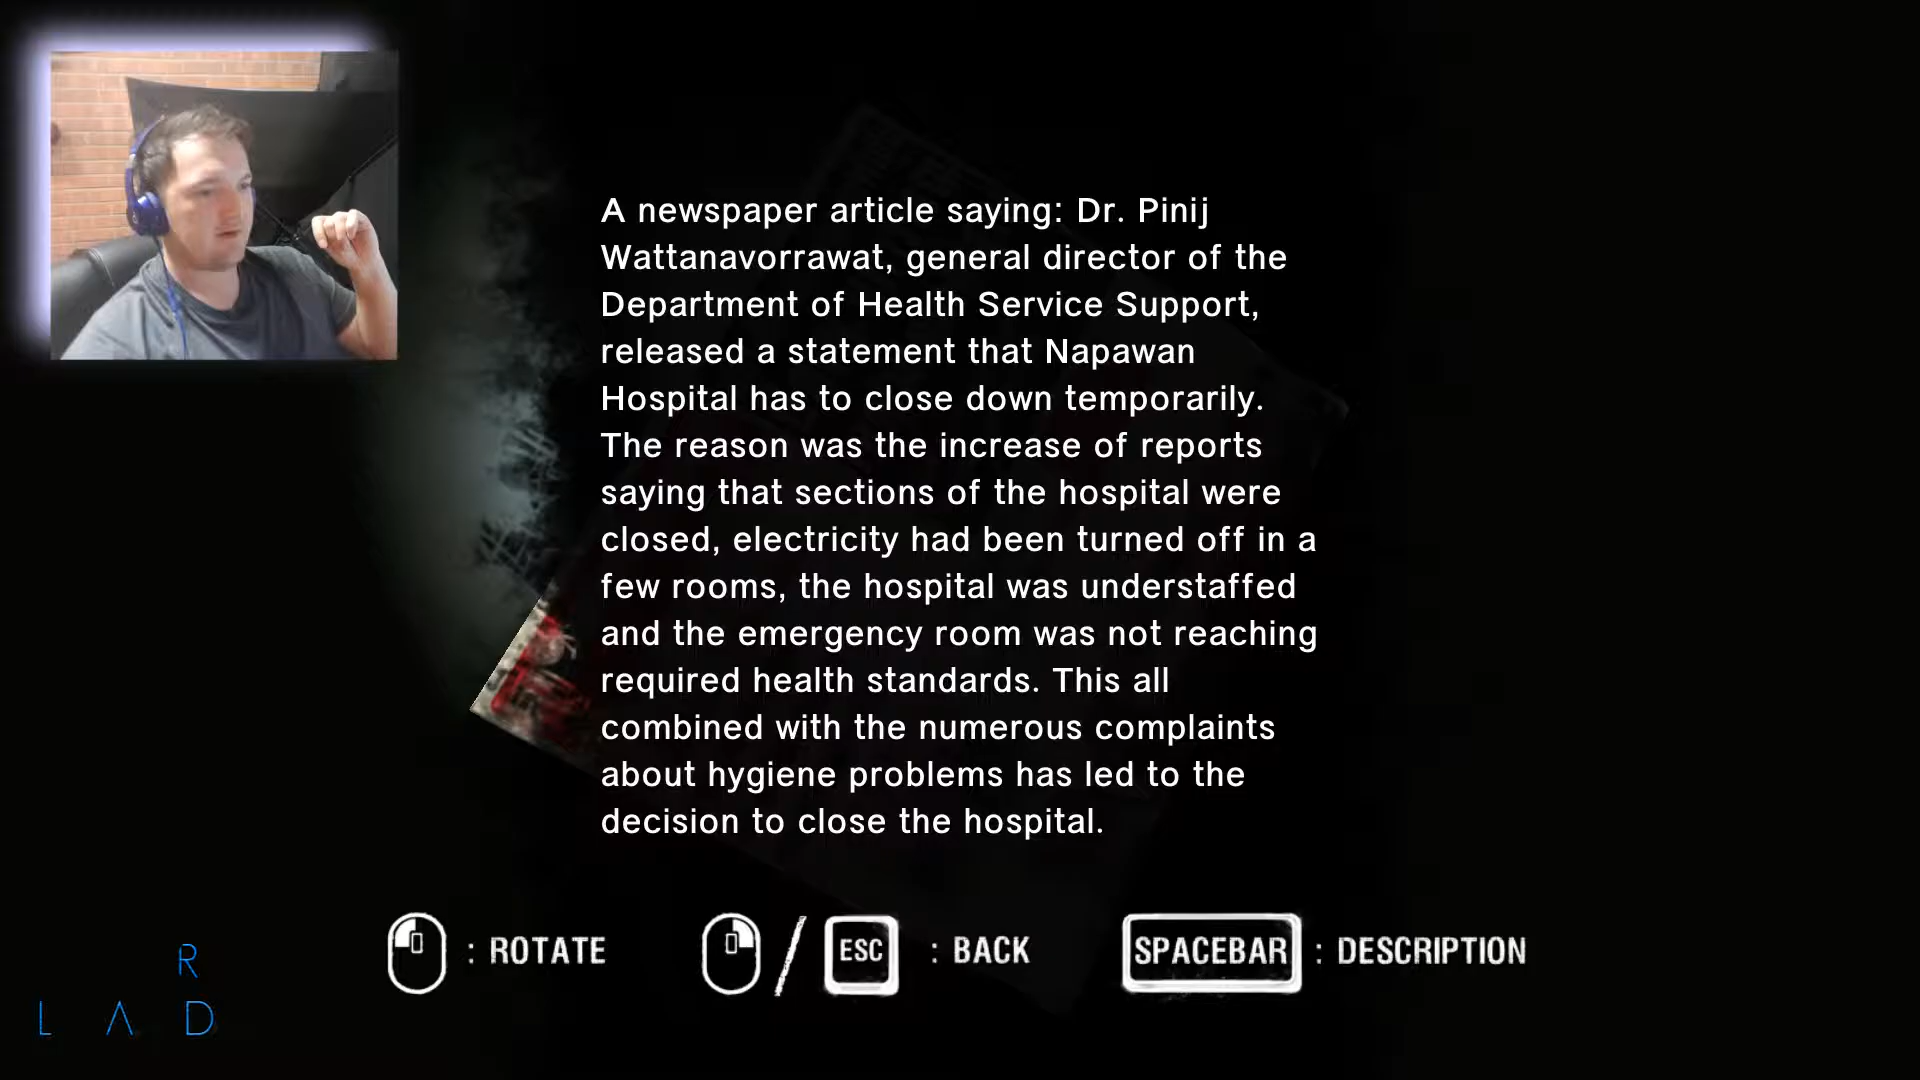 A newspaper article saying: Dr. Pinij
Wattanavorrawat, general director of the
Department of Health Service Support,
released a statement that Napawan
Hospital has to close down temporarily.
The reason was the increase of reports
saying that sections of the hospital were
closed, electricity had been turned off in a
few rooms, the hospital was understaffed
and the emergency room was not reaching
required health standards. This all
combined with the numerous complaints
about hygiene problems has led to the
decision to close the hospital.
: ROTATE
/ ESC : BACK
SPACEBAR : DESCRIPTION
R
L A D